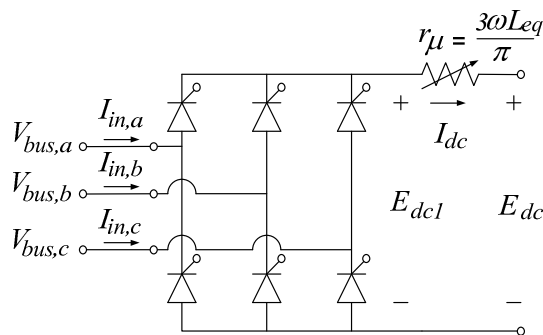 r_μ = 3ωL_eq / π
I_in,a
+
I_dc
+
V_bus,a
I_in,b
V_bus,b
E_dc1
E_dc
I_in,c
V_bus,c
−
−